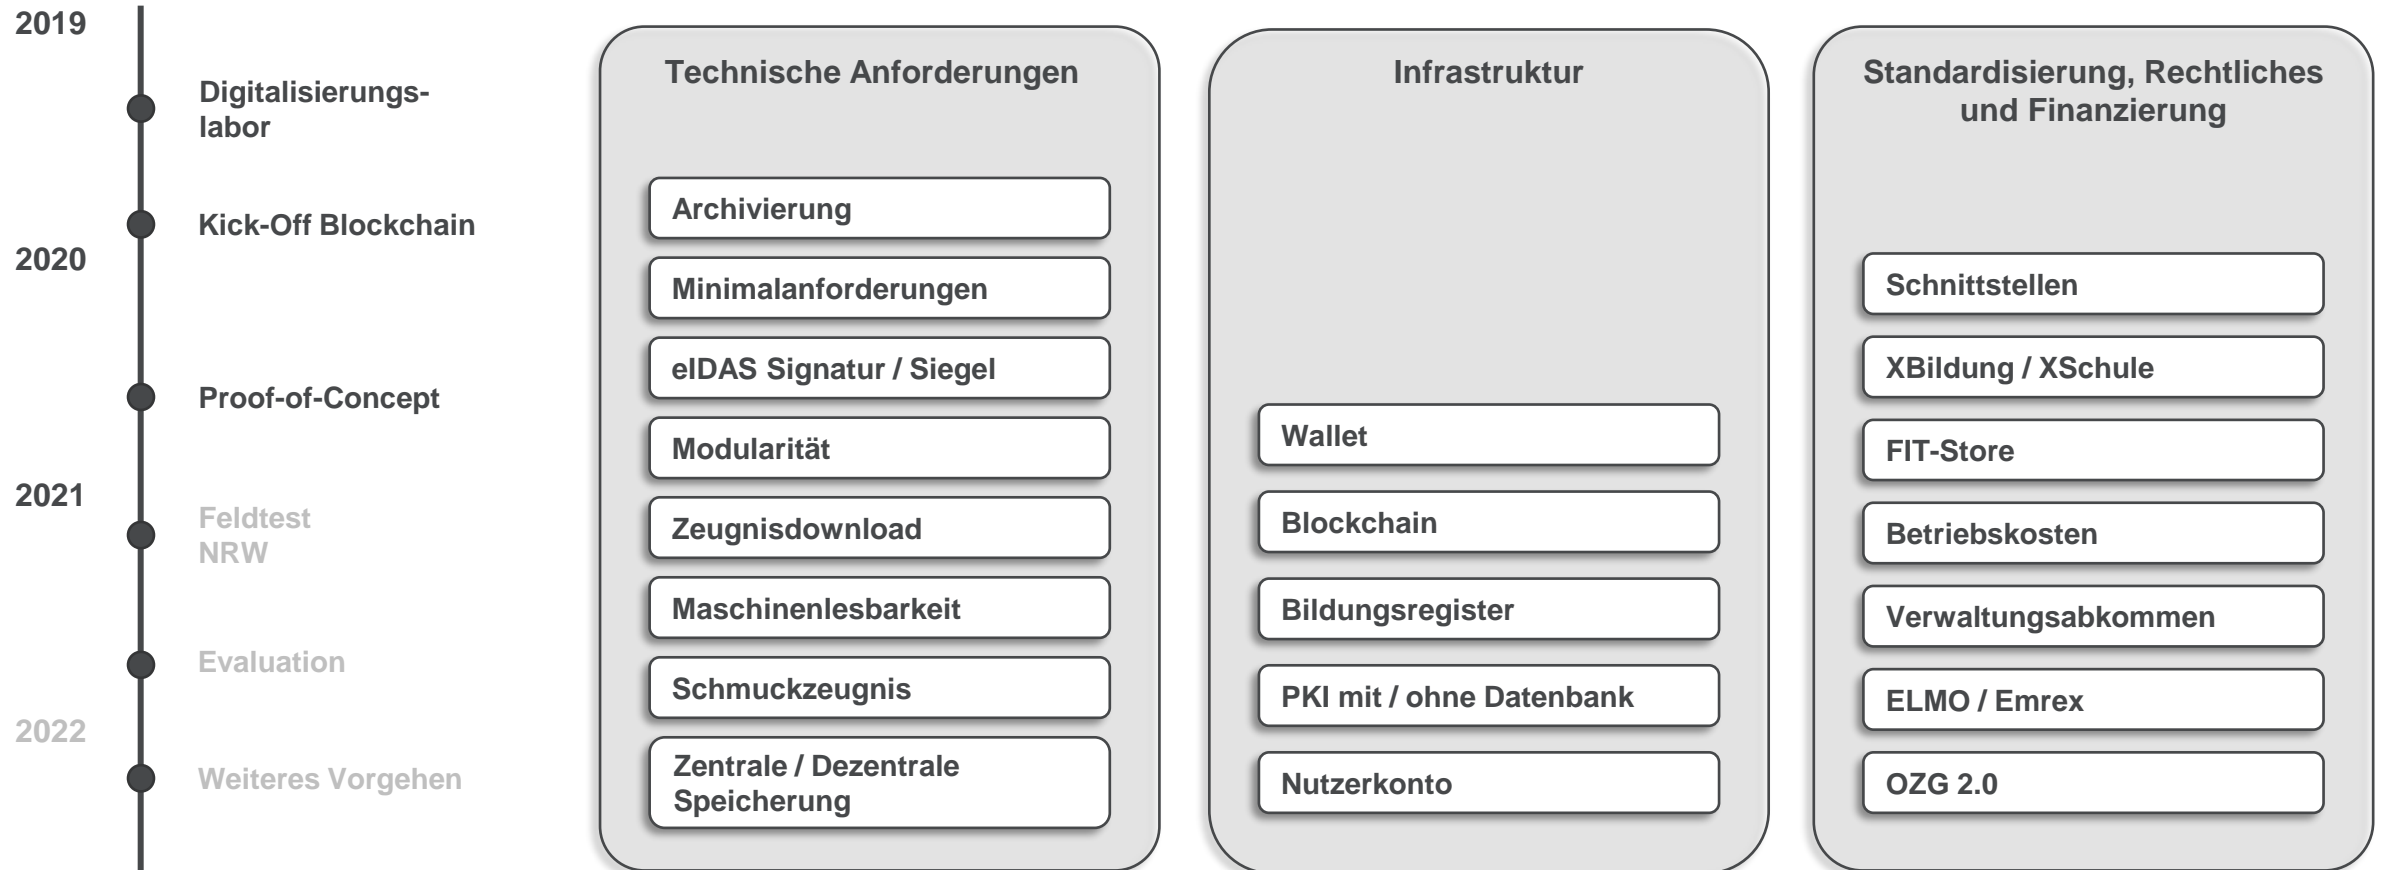 2019
Digitalisierungs-
labor
Kick-Off Blockchain
2020
Proof-of-Concept
2021
Feldtest
NRW
Evaluation
2022
Weiteres Vorgehen
Technische Anforderungen
Archivierung
Minimalanforderungen
eIDAS Signatur / Siegel
Modularität
Zeugnisdownload
Maschinenlesbarkeit
Schmuckzeugnis
Zentrale / Dezentrale
Speicherung
Infrastruktur
Wallet
Blockchain
Bildungsregister
PKI mit / ohne Datenbank
Nutzerkonto
Standardisierung, Rechtliches
und Finanzierung
Schnittstellen
XBildung / XSchule
FIT-Store
Betriebskosten
Verwaltungsabkommen
ELMO / Emrex
OZG 2.0